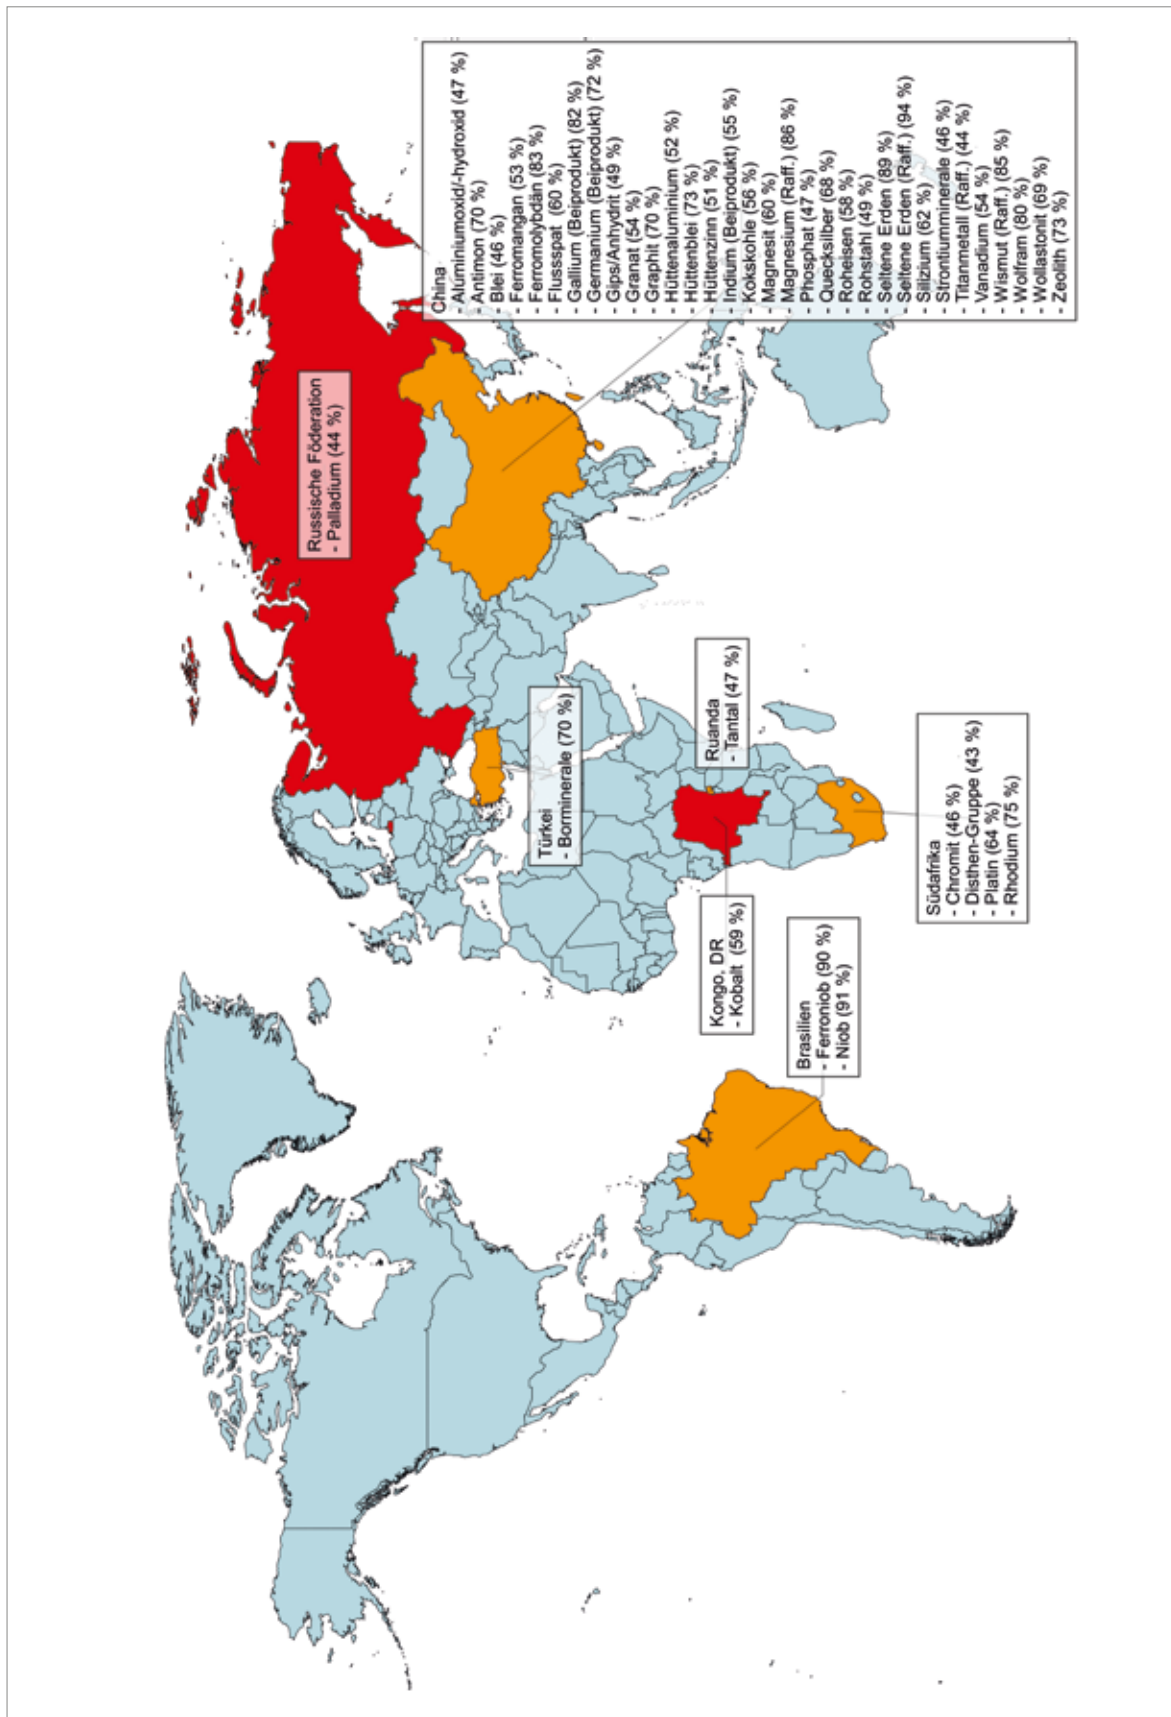 Russische Föderation
- Palladium (44 %)
China
- Aluminiumoxid/-hydroxid (47 %)
- Antimon (70 %)
- Blei (46 %)
- Ferromangan (53 %)
- Ferromolybdän (83 %)
- Flussspat (60 %)
- Gallium (Beiprodukt) (82 %)
- Germanium (Beiprodukt) (72 %)
- Gips/Anhydrit (49 %)
- Granat (54 %)
- Graphit (70 %)
- Hüttenaluminium (52 %)
- Hüttenblei (73 %)
- Hüttenzinn (51 %)
- Indium (Beiprodukt) (55 %)
- Kokskohle (56 %)
- Magnesit (60 %)
- Magnesium (Raff.) (86 %)
- Phosphat (47 %)
- Quecksilber (68 %)
- Roheisen (58 %)
- Rohstahl (49 %)
- Seltene Erden (89 %)
- Seltene Erden (Raff.) (94 %)
- Silizium (62 %)
- Strontiumminerale (46 %)
- Titanmetall (Raff.) (44 %)
- Vanadium (54 %)
- Wismut (Raff.) (85 %)
- Wolfram (80 %)
- Wollastonit (69 %)
- Zeolith (73 %)
Türkei
- Borminerale (70 %)
Ruanda
- Tantal (47 %)
Kongo, DR
- Kobalt (59 %)
Brasilien
- Ferroniob (90 %)
- Niob (91 %)
Südafrika
- Chromit (46 %)
- Disthen-Gruppe (43 %)
- Platin (64 %)
- Rhodium (75 %)